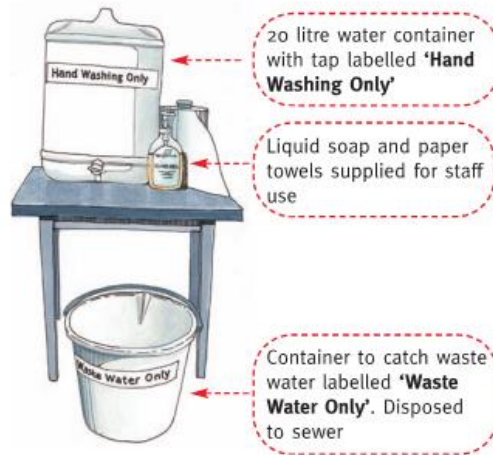 Hand Washing Only
20 litre water container
with tap labelled 'Hand
Washing Only'
Liquid soap and paper
towels supplied for staff
use
Waste Water Only
Container to catch waste
water labelled 'Waste
Water Only'. Disposed
to sewer